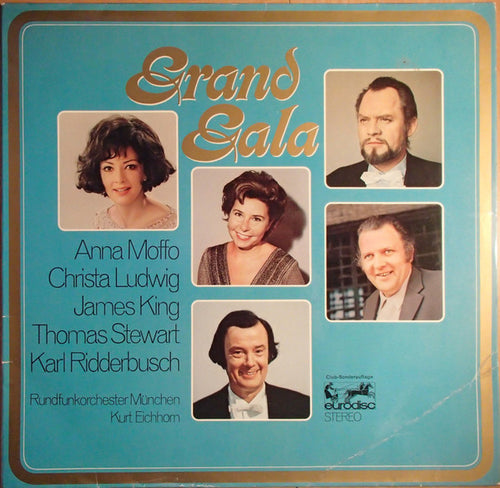 Grand
Gala
Anna Moffo
Christa Ludwig
James King
Thomas Stewart
Karl Ridderbusch
Rundfunkorchester München
Kurt Eichhorn
Club-Sonderauflage
eurodisc
STEREO